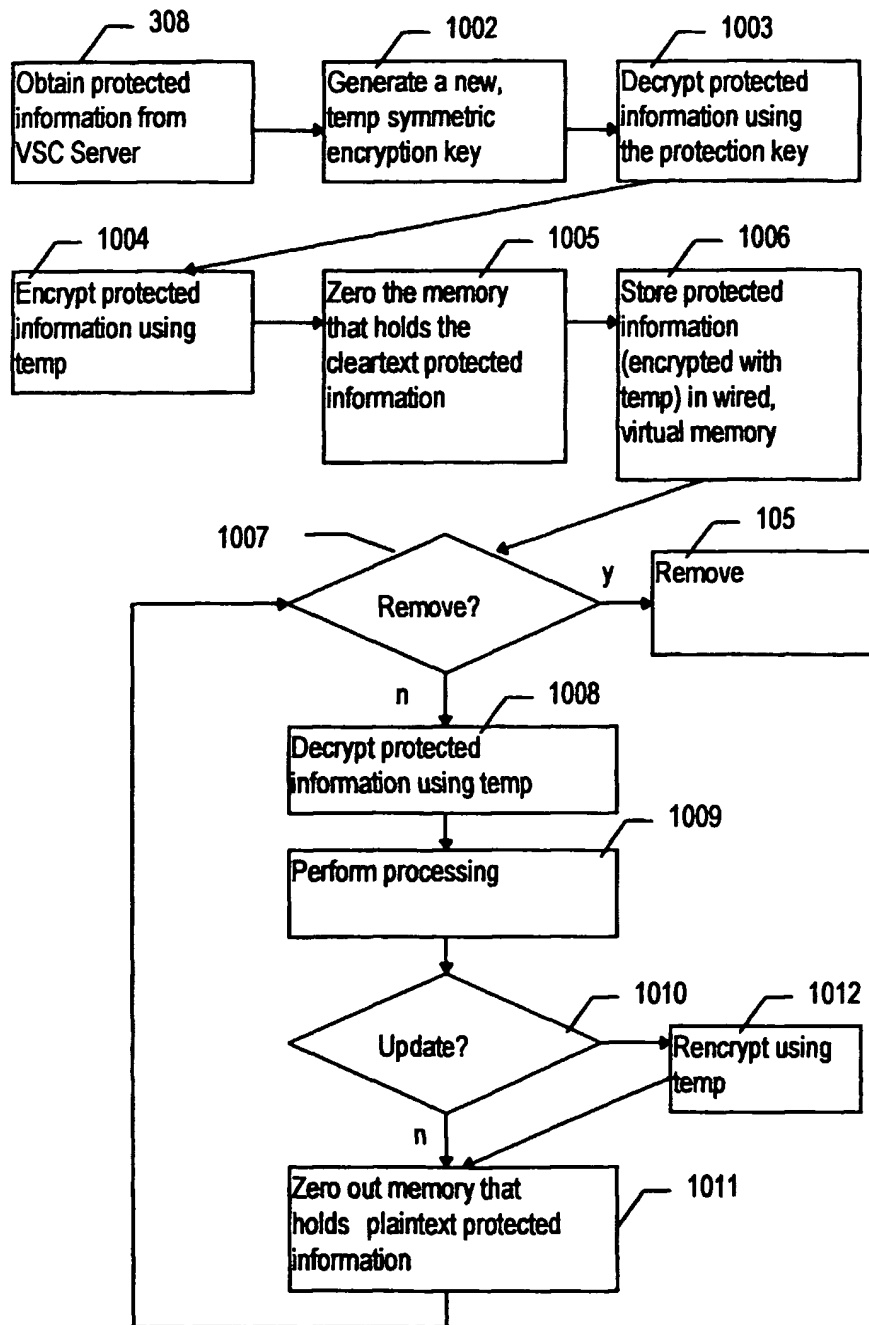 308
Obtain protected
information from
VSC Server
1002
Generate a new,
temp symmetric
encryption key
1003
Decrypt protected
information using
the protection key
1004
Encrypt protected
information using
temp
1005
Zero the memory
that holds the
cleartext protected
information
1006
Store protected
information
(encrypted with
temp) in wired,
virtual memory
1007
Remove?
y
105
Remove
n
1008
Decrypt protected
information using temp
1009
Perform processing
1010
Update?
1012
Rencrypt using
temp
n
1011
Zero out memory that
holds plaintext protected
information